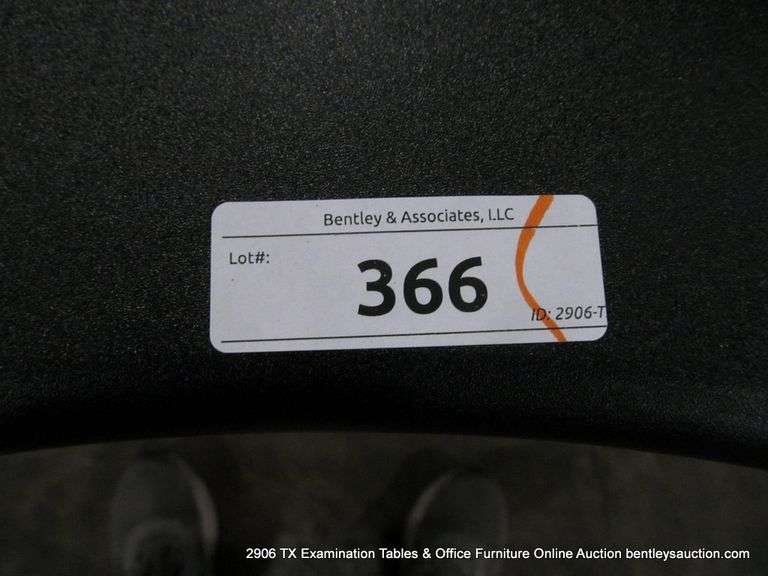 Bentley & Associates, LLC
Lot#:
366
ID: 2906-T
2906 TX Examination Tables & Office Furniture Online Auction bentleysauction.com